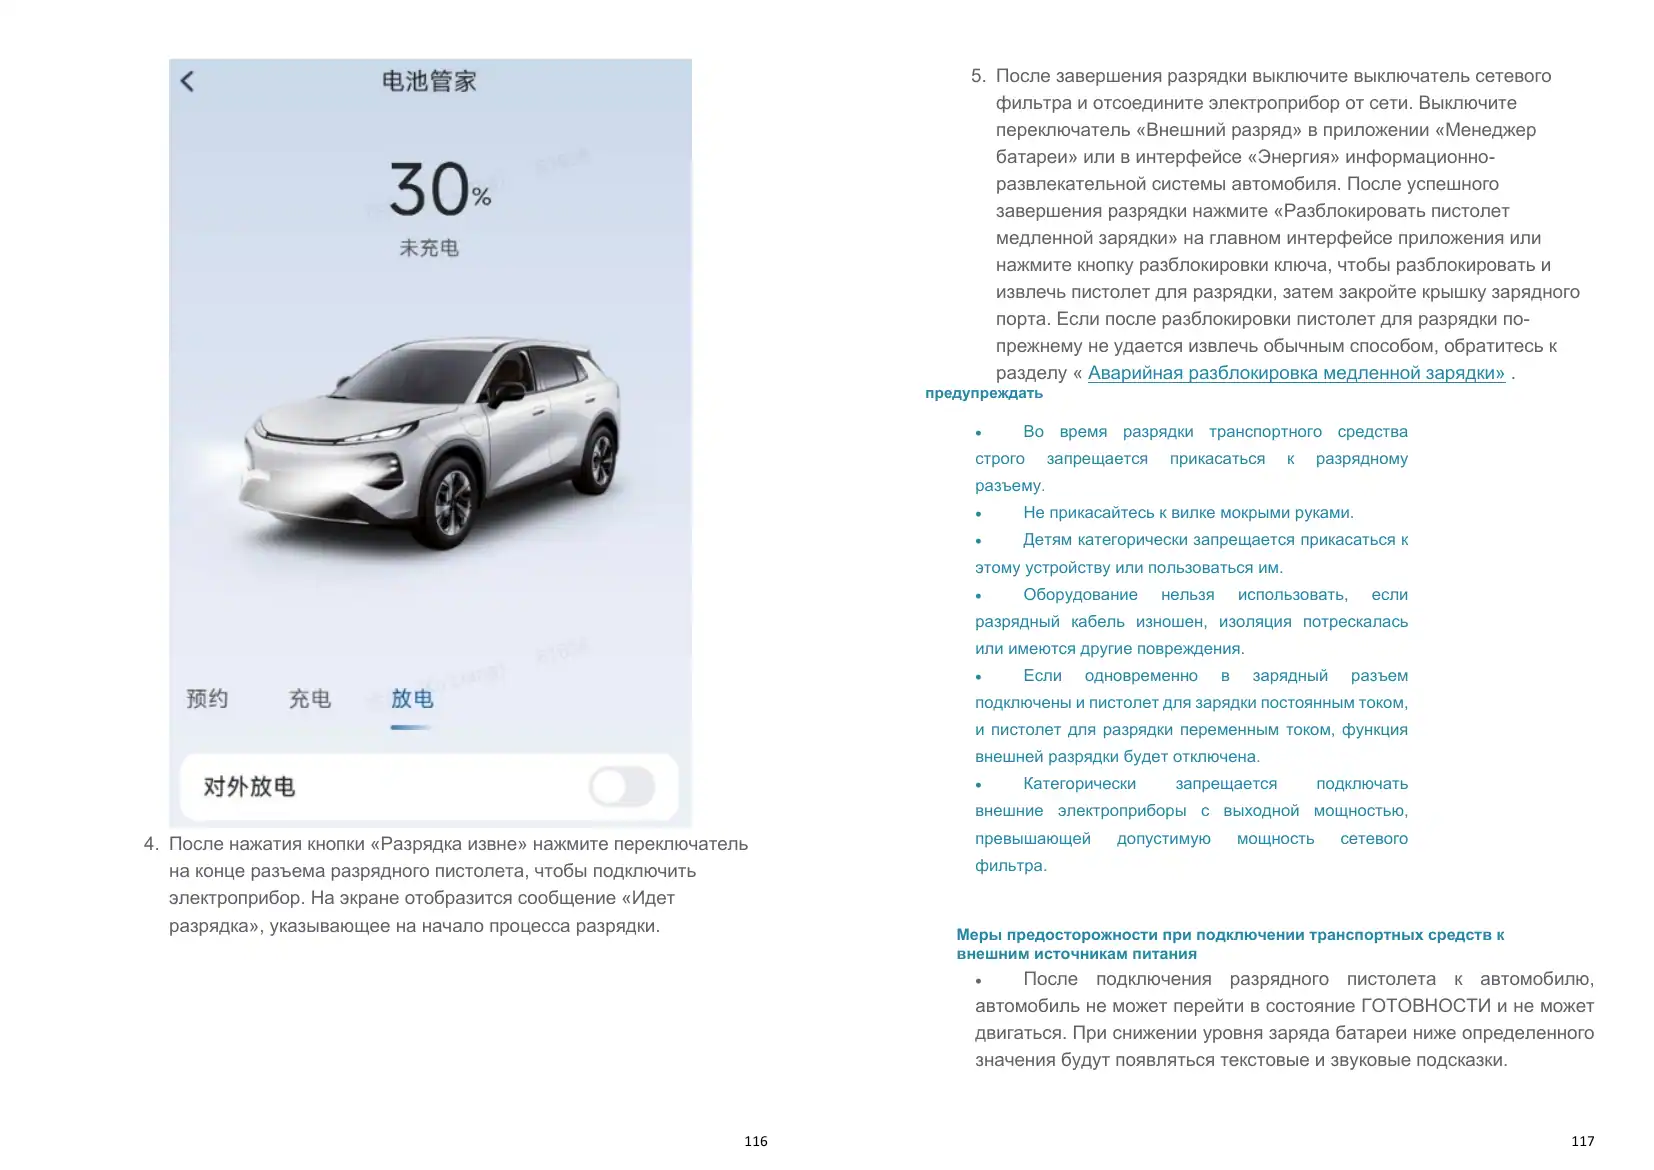 电池管家
30%
未充电
预约 充电 放电
对外放电
4. После нажатия кнопки «Разрядка извне» нажмите переключатель
на конце разъема разрядного пистолета, чтобы подключить
электроприбор. На экране отобразится сообщение «Идет
разрядка», указывающее на начало процесса разрядки.
116
5. После завершения разрядки выключите выключатель сетевого
фильтра и отсоедините электроприбор от сети. Выключите
переключатель «Внешний разряд» в приложении «Менеджер
батареи» или в интерфейсе «Энергия» информационно-
развлекательной системы автомобиля. После успешного
завершения разрядки нажмите «Разблокировать пистолет
медленной зарядки» на главном интерфейсе приложения или
нажмите кнопку разблокировки ключа, чтобы разблокировать и
извлечь пистолет для разрядки, затем закройте крышку зарядного
порта. Если после разблокировки пистолет для разрядки по-
прежнему не удается извлечь обычным способом, обратитесь к
разделу « Аварийная разблокировка медленной зарядки» .
предупреждать
• Во время разрядки транспортного средства
строго запрещается прикасаться к разрядному
разъему.
• Не прикасайтесь к вилке мокрыми руками.
• Детям категорически запрещается прикасаться к
этому устройству или пользоваться им.
• Оборудование нельзя использовать, если
разрядный кабель изношен, изоляция потрескалась
или имеются другие повреждения.
• Если одновременно в зарядный разъем
подключены и пистолет для зарядки постоянным током,
и пистолет для разрядки переменным током, функция
внешней разрядки будет отключена.
• Категорически запрещается подключать
внешние электроприборы с выходной мощностью,
превышающей допустимую мощность сетевого
фильтра.
Меры предосторожности при подключении транспортных средств к
внешним источникам питания
• После подключения разрядного пистолета к автомобилю,
автомобиль не может перейти в состояние ГОТОВНОСТИ и не может
двигаться. При снижении уровня заряда батареи ниже определенного
значения будут появляться текстовые и звуковые подсказки.
117